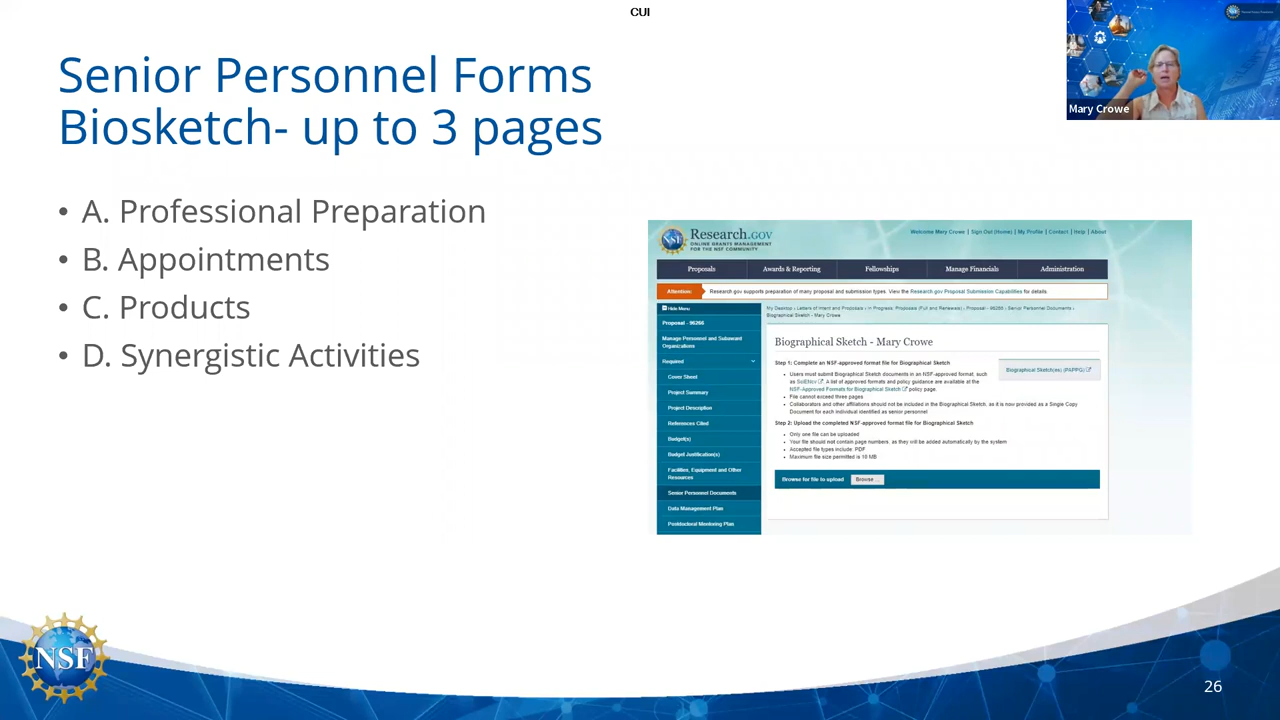 CUI
Senior Personnel Forms
Biosketch- up to 3 pages
Mary Crowe
• A. Professional Preparation
• B. Appointments
• C. Products
• D. Synergistic Activities
NSF
Research.gov
ONLINE GRANTS MANAGEMENT
FOR THE NSF COMMUNITY
Welcome Mary Crowe | Sign Out (Home) | My Profile | Contact | Help | About
Proposals
Awards & Reporting
Fellowships
Manage Financials
Administration
Attention:
Research.gov supports preparation of many proposal and submission types. View the Research.gov Proposal Submission Capabilities for details.
Hide Menu
Proposal - 96266
Manage Personnel and Subaward
Organizations
Required
Cover Sheet
Project Summary
Project Description
References Cited
Budget(s)
Budget Justification(s)
Facilities, Equipment and Other
Resources
Senior Personnel Documents
Data Management Plan
Postdoctoral Mentoring Plan
My Desktop › Letters of Intent and Proposals › In Progress: Proposals (Full and Renewals) › Proposal - 96266 › Senior Personnel Documents ›
Biographical Sketch - Mary Crowe
Biographical Sketch - Mary Crowe
Biographical Sketch(es) (PAPPG)
Step 1: Complete an NSF-approved format file for Biographical Sketch
• Users must submit Biographical Sketch documents in an NSF-approved format, such
as SciENcv. A list of approved formats and policy guidance are available at the
NSF-Approved Formats for Biographical Sketch policy page.
• File cannot exceed three pages
• Collaborators and other affiliations should not be included in the Biographical Sketch, as it is now provided as a Single Copy
Document for each individual identified as senior personnel
Step 2: Upload the completed NSF-approved format file for Biographical Sketch
• Only one file can be uploaded
• Your file should not contain page numbers, as they will be added automatically by the system
• Accepted file types include: PDF
• Maximum file size permitted is 10 MB
Browse for file to upload
Browse ...
NSF
26